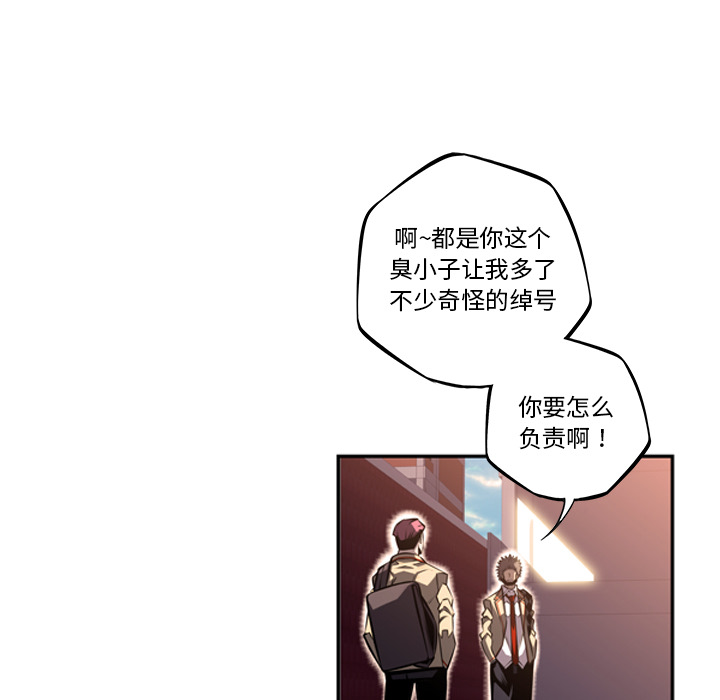 啊~都是你这个
臭小子让我多了
不少奇怪的绰号
你要怎么
负责啊！